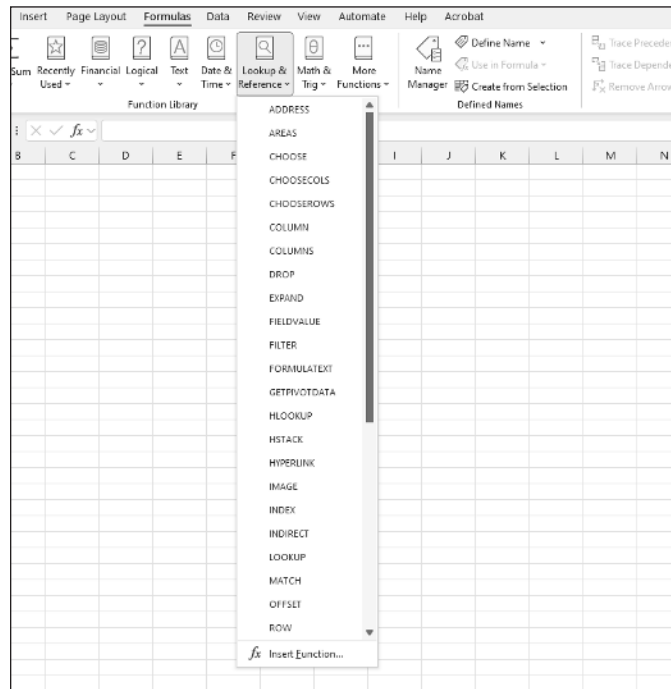 Insert Page Layout Formulas Data Review View Automate Help Acrobat
Sum Recently Used Financial Logical Text Date & Time Lookup & Reference Math & Trig More Functions Name Manager Define Name Use in Formula Create from Selection Trace Precede Trace Depende Remove Arrow
Function Library Defined Names
fx
B C D E F I J K L M N
ADDRESS
AREAS
CHOOSE
CHOOSECOLS
CHOOSEROWS
COLUMN
COLUMNS
DROP
EXPAND
FIELDVALUE
FILTER
FORMULATEXT
GETPIVOTDATA
HLOOKUP
HSTACK
HYPERLINK
IMAGE
INDEX
INDIRECT
LOOKUP
MATCH
OFFSET
ROW
fx Insert Function...